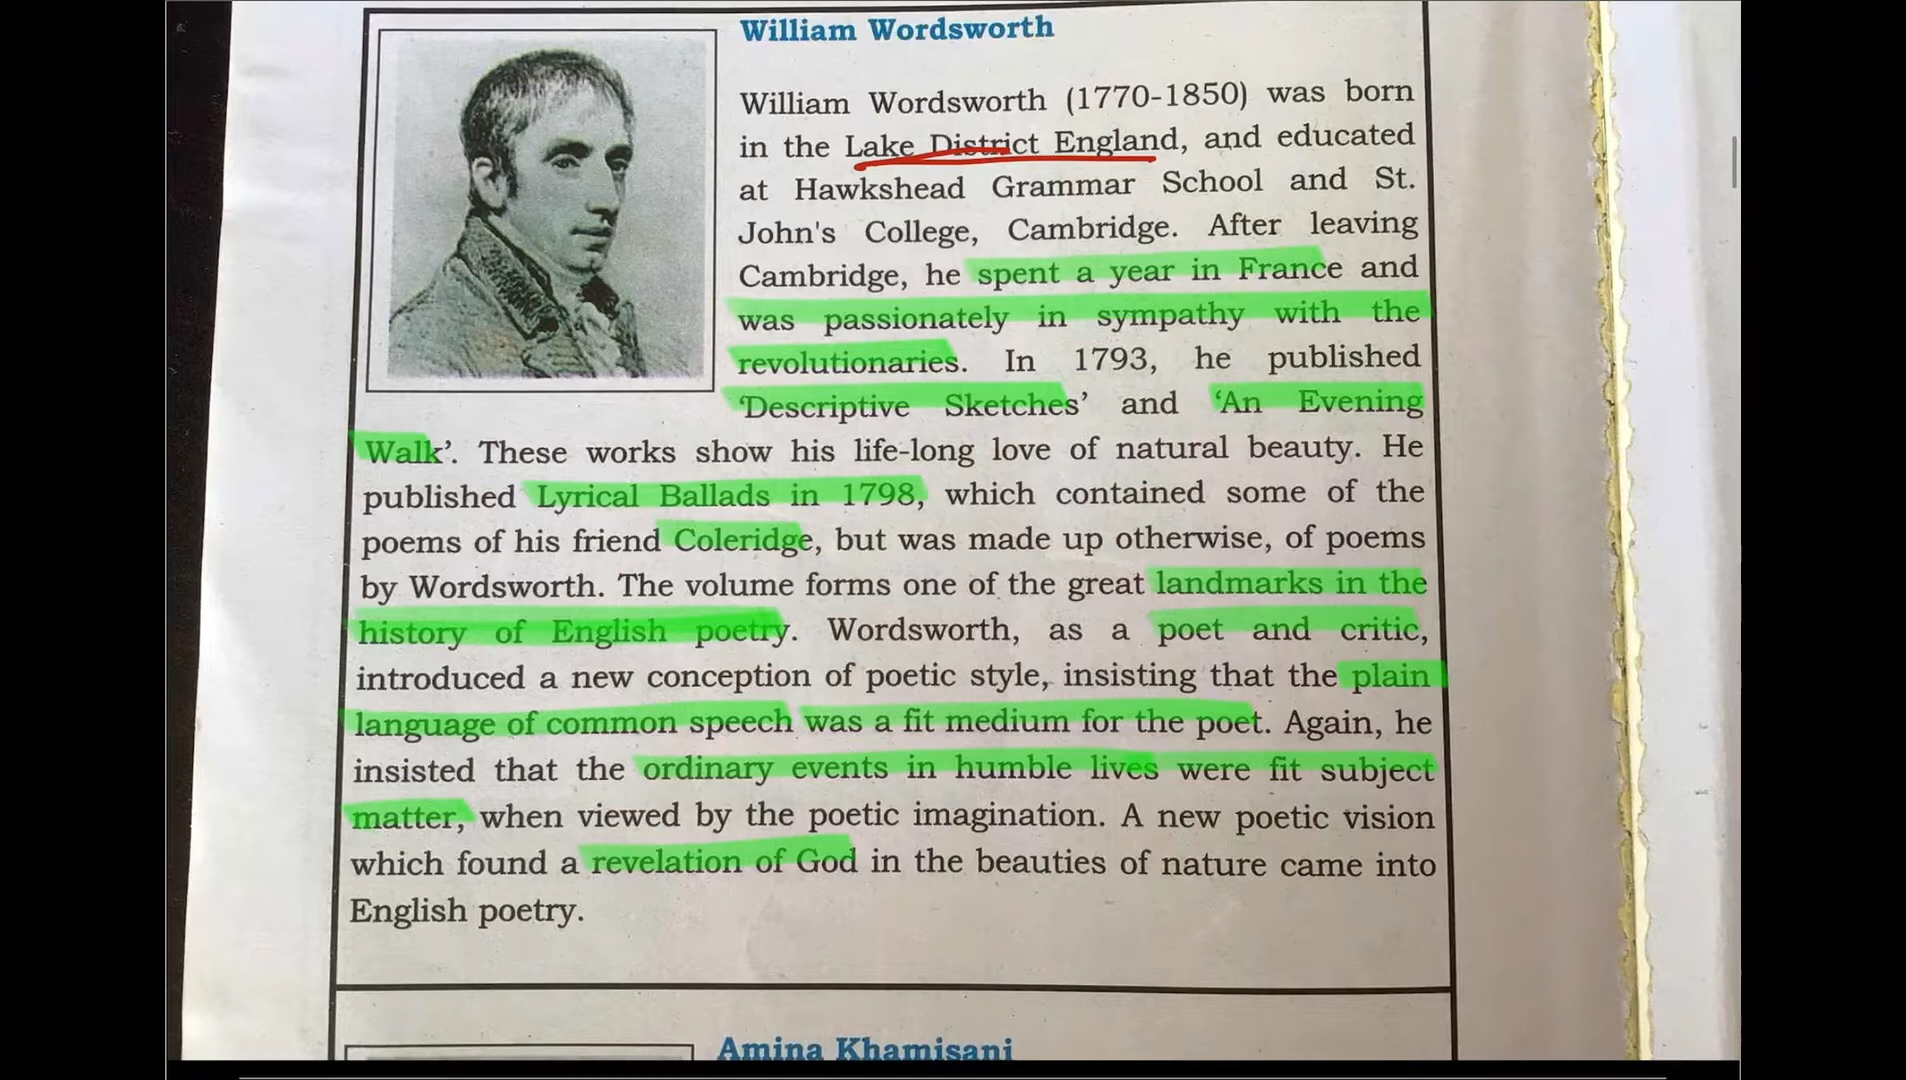 William Wordsworth
William Wordsworth (1770-1850) was born
in the Lake District England, and educated
at Hawkshead Grammar School and St.
John's College, Cambridge. After leaving
Cambridge, he spent a year in France and
was passionately in sympathy with the
revolutionaries. In 1793, he published
‘Descriptive Sketches’ and ‘An Evening
Walk’. These works show his life-long love of natural beauty. He
published Lyrical Ballads in 1798, which contained some of the
poems of his friend Coleridge, but was made up otherwise, of poems
by Wordsworth. The volume forms one of the great landmarks in the
history of English poetry. Wordsworth, as a poet and critic,
introduced a new conception of poetic style, insisting that the plain
language of common speech was a fit medium for the poet. Again, he
insisted that the ordinary events in humble lives were fit subject
matter, when viewed by the poetic imagination. A new poetic vision
which found a revelation of God in the beauties of nature came into
English poetry.
Amina Khamisani